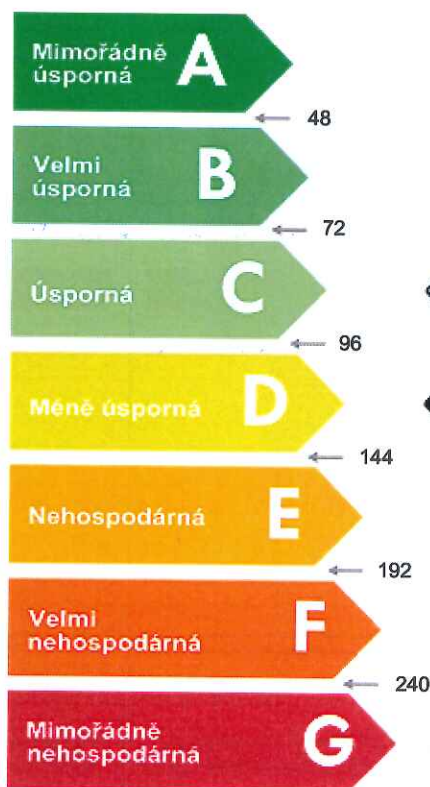 Mimořádně
úsporná
A
48
Velmi
úsporná
B
72
Úsporná
C
96
Méně úsporná
D
144
Nehospodárná
E
192
Velmi
nehospodárná
F
240
Mimořádně
nehospodárná
G